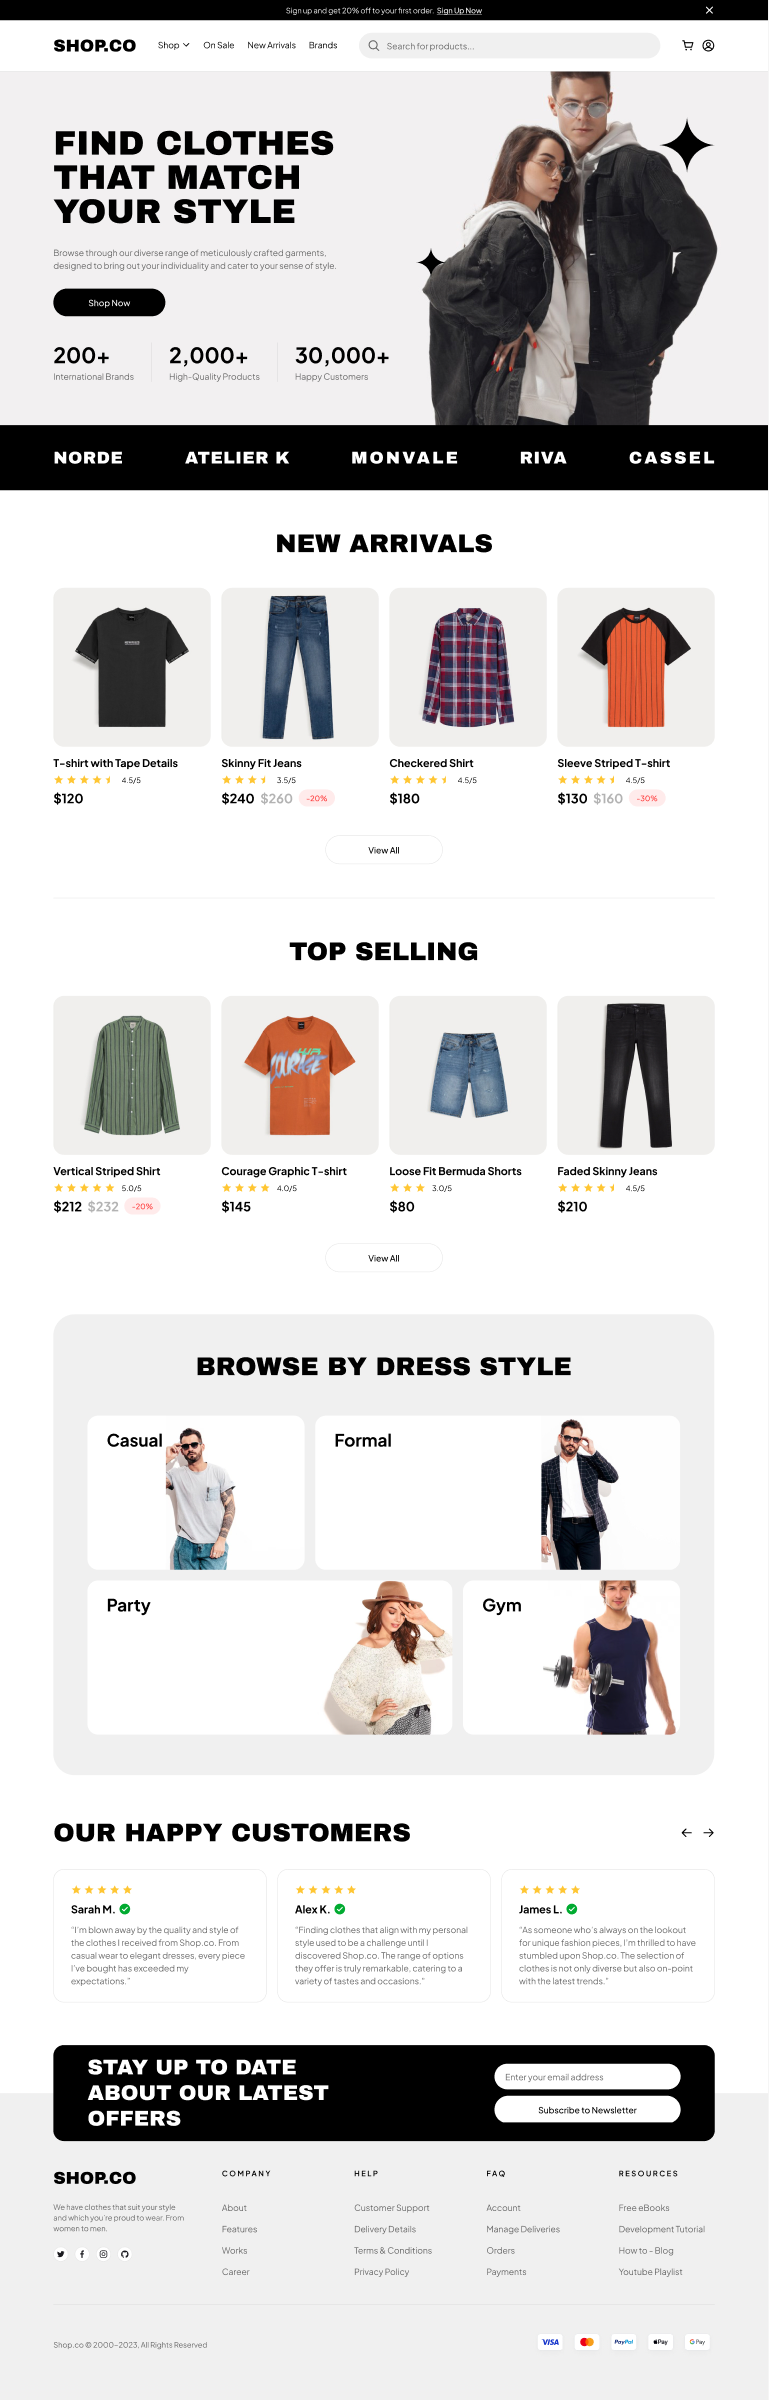 Sign up and get 20% off to your first order. Sign Up Now
SHOP.CO
Shop
On Sale
New Arrivals
Brands
Search for products...
FIND CLOTHES
THAT MATCH
YOUR STYLE
Browse through our diverse range of meticulously crafted garments,
designed to bring out your individuality and cater to your sense of style.
Shop Now
200+
International Brands
2,000+
High-Quality Products
30,000+
Happy Customers
NORDE
ATELIER K
MONVALE
RIVA
CASSEL
NEW ARRIVALS
T-shirt with Tape Details
4.5/5
$120
Skinny Fit Jeans
3.5/5
$240 $260 -20%
Checkered Shirt
4.5/5
$180
Sleeve Striped T-shirt
4.5/5
$130 $160 -30%
View All
TOP SELLING
COURAGE
Vertical Striped Shirt
5.0/5
$212 $232 -20%
Courage Graphic T-shirt
4.0/5
$145
Loose Fit Bermuda Shorts
3.0/5
$80
Faded Skinny Jeans
4.5/5
$210
View All
BROWSE BY DRESS STYLE
Casual
Formal
Party
Gym
OUR HAPPY CUSTOMERS
Sarah M.
"I'm blown away by the quality and style of
the clothes I received from Shop.co. From
casual wear to elegant dresses, every piece
I've bought has exceeded my
expectations."
Alex K.
"Finding clothes that align with my personal
style used to be a challenge until I
discovered Shop.co. The range of options
they offer is truly remarkable, catering to a
variety of tastes and occasions."
James L.
"As someone who's always on the lookout
for unique fashion pieces, I'm thrilled to have
stumbled upon Shop.co. The selection of
clothes is not only diverse but also on-point
with the latest trends."
STAY UP TO DATE
ABOUT OUR LATEST
OFFERS
Enter your email address
Subscribe to Newsletter
SHOP.CO
We have clothes that suit your style
and which you're proud to wear. From
women to men.
COMPANY
About
Features
Works
Career
HELP
Customer Support
Delivery Details
Terms & Conditions
Privacy Policy
FAQ
Account
Manage Deliveries
Orders
Payments
RESOURCES
Free eBooks
Development Tutorial
How to - Blog
Youtube Playlist
Shop.co © 2000-2023, All Rights Reserved
VISA
PayPal
Pay
G Pay